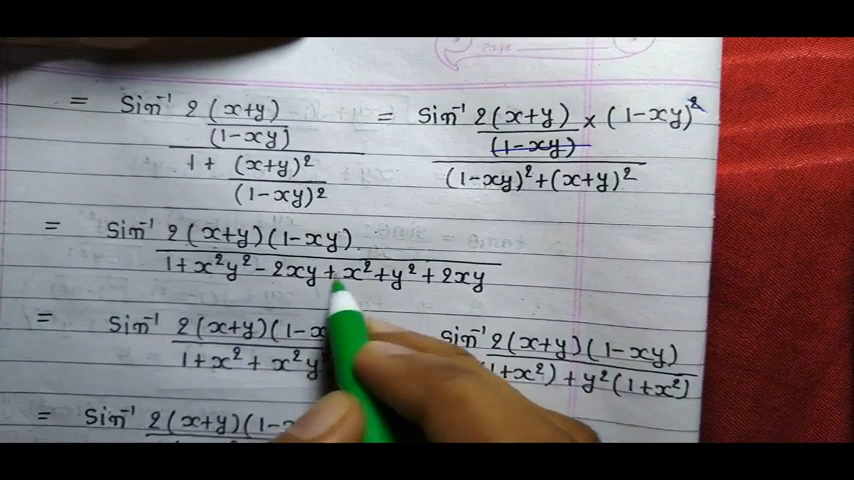 = Sin⁻¹ 2(x+y)/(1-xy) / 1 + (x+y)²/(1-xy)² = Sin⁻¹ 2(x+y)/(1-xy) × (1-xy)² / (1-xy)²+(x+y)²
= Sin⁻¹ 2(x+y)(1-xy) / 1+x²y²-2xy+x²+y²+2xy
= Sin⁻¹ 2(x+y)(1-x / 1+x²+x²y Sin⁻¹ 2(x+y)(1-xy) / (1+x²)+y²(1+x²)
= Sin⁻¹ 2(x+y)(1-x